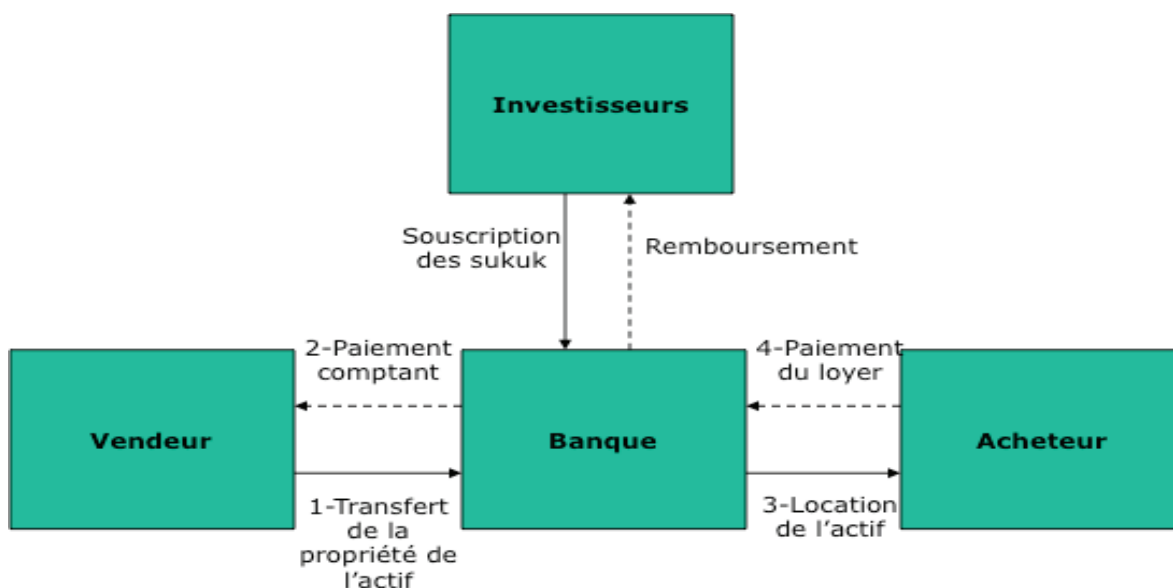 Investisseurs
Souscription
des sukuk
Remboursement
2-Paiement
comptant
4-Paiement
du loyer
Vendeur
Banque
Acheteur
1-Transfert
de la
propriété de
l'actif
3-Location
de l'actif